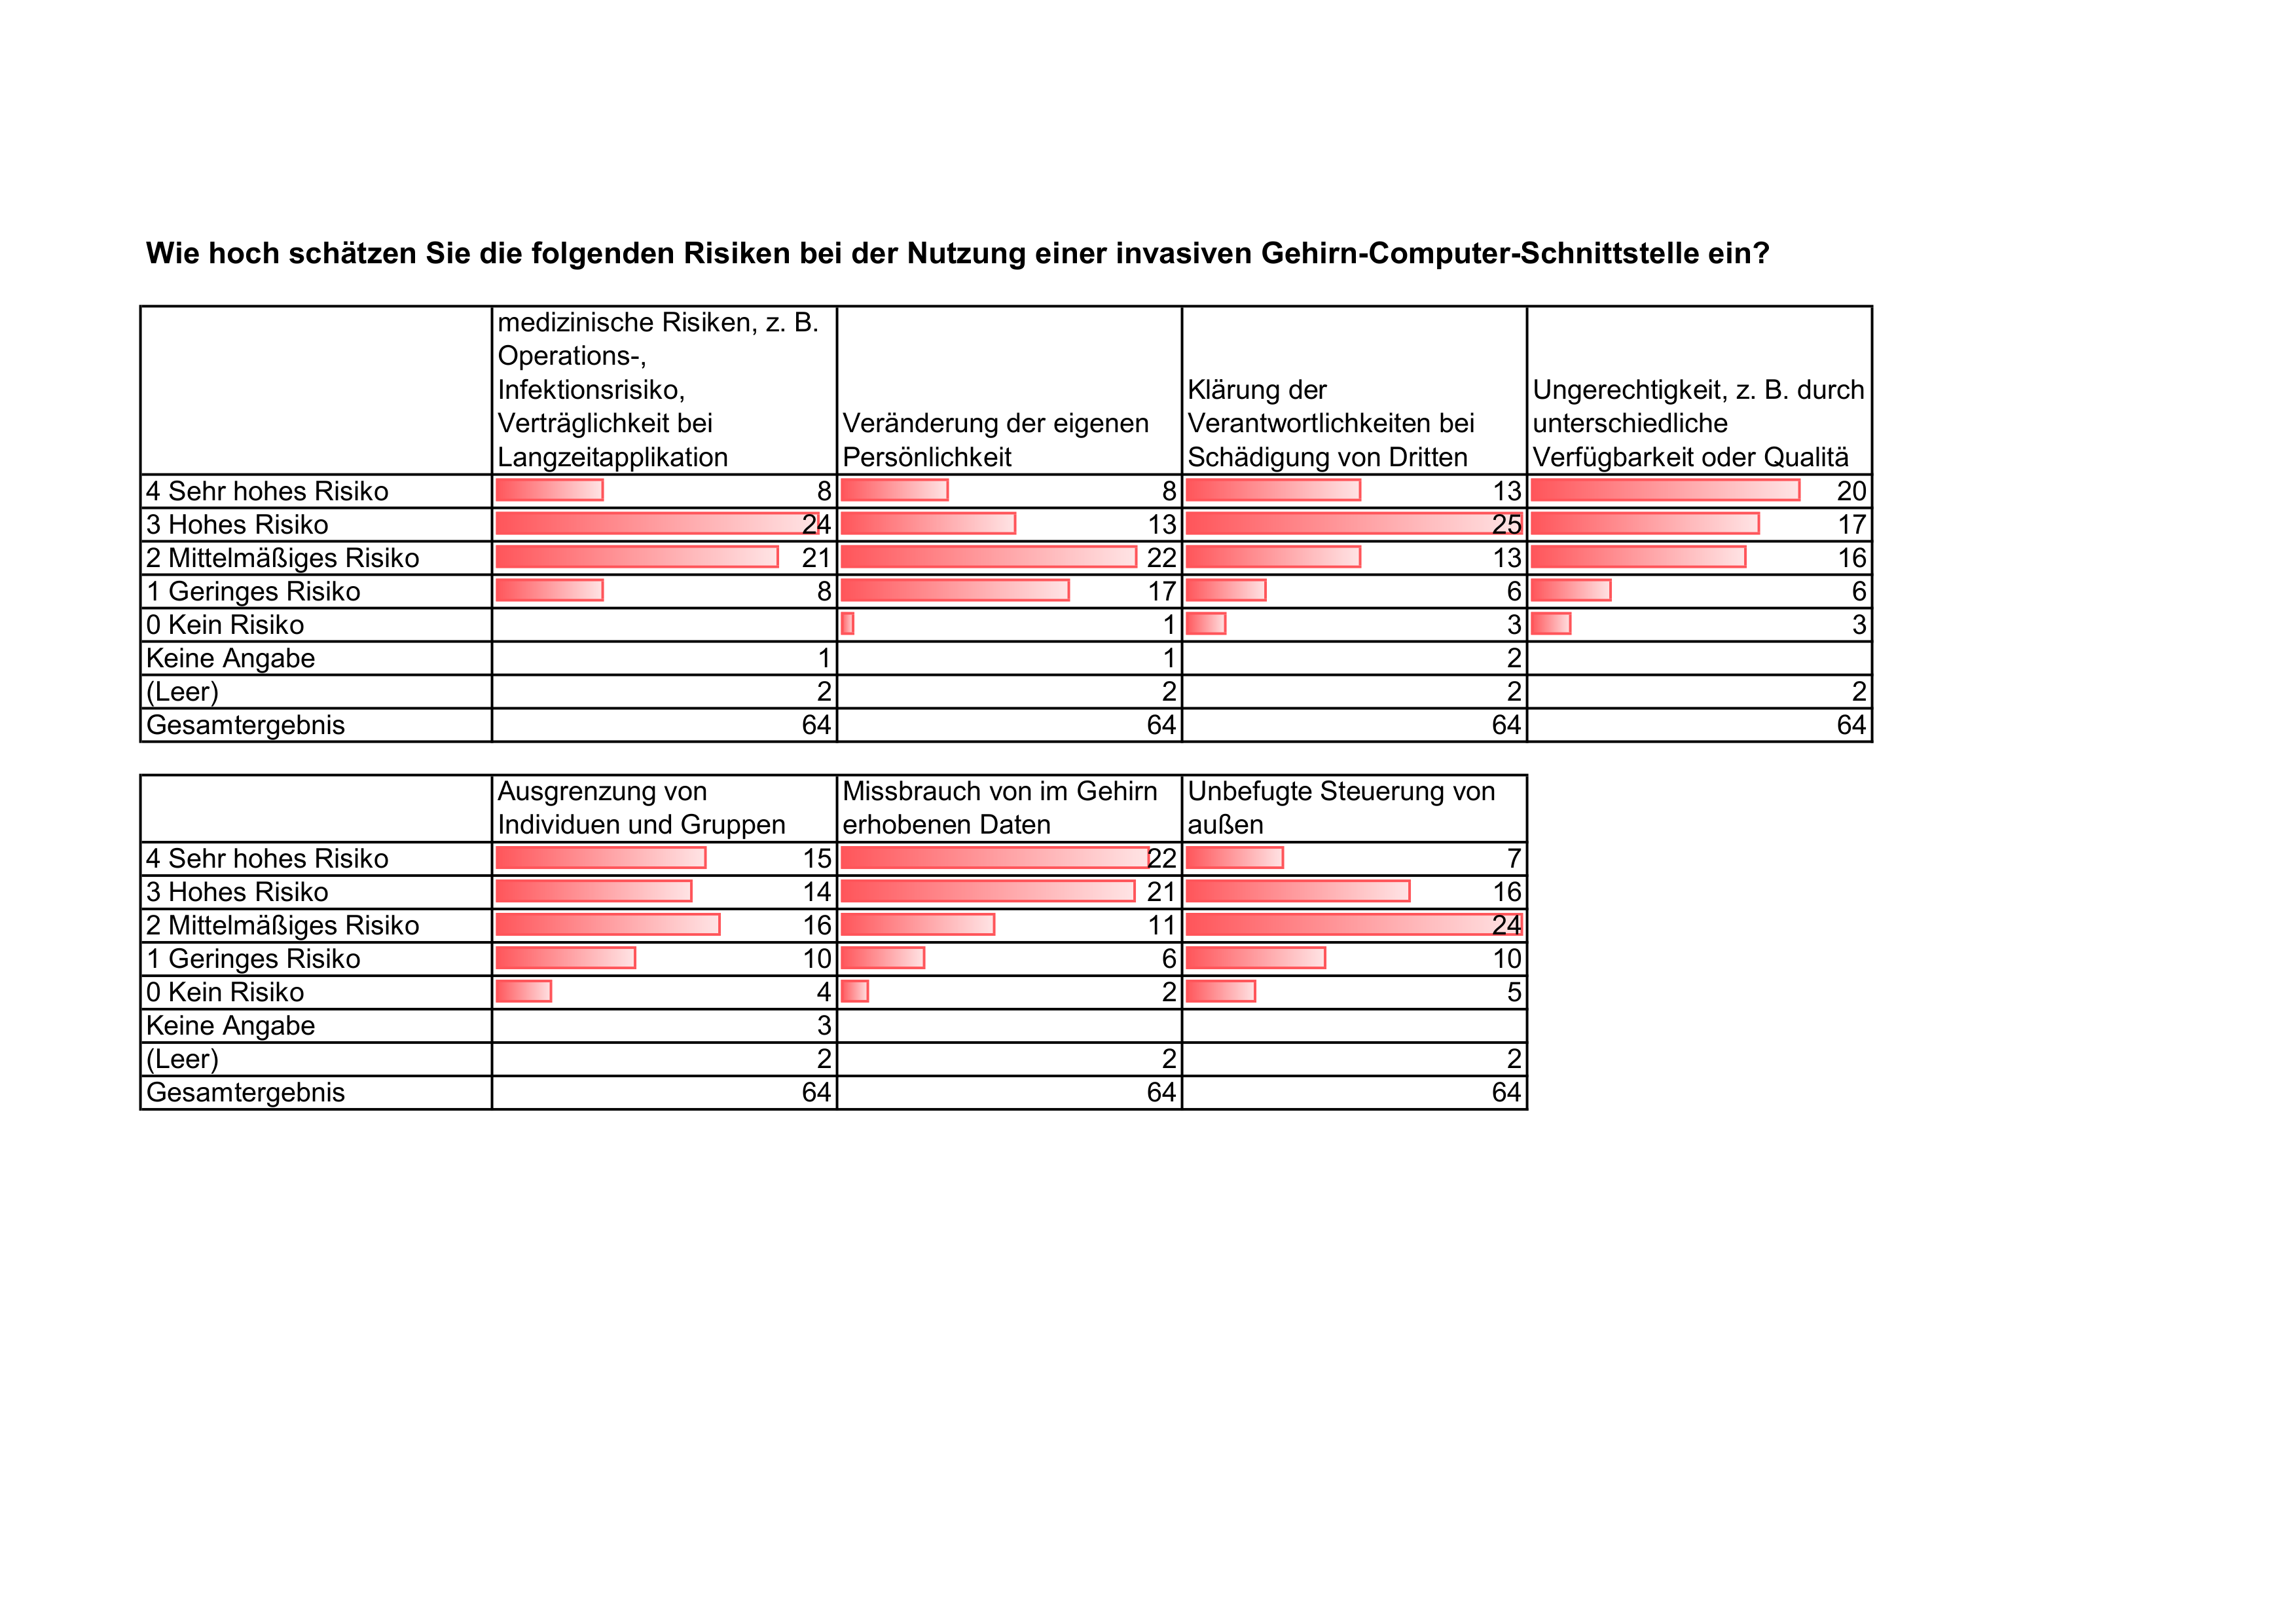 Wie hoch schätzen Sie die folgenden Risiken bei der Nutzung einer invasiven Gehirn-Computer-Schnittstelle ein?
medizinische Risiken, z. B.
Operations-,
Infektionsrisiko,
Verträglichkeit bei
Langzeitapplikation
Veränderung der eigenen
Persönlichkeit
Klärung der
Verantwortlichkeiten bei
Schädigung von Dritten
Ungerechtigkeit, z. B. durch
unterschiedliche
Verfügbarkeit oder Qualitä
4 Sehr hohes Risiko 8 8 13 20
3 Hohes Risiko 24 13 25 17
2 Mittelmäßiges Risiko 21 22 13 16
1 Geringes Risiko 8 17 6 6
0 Kein Risiko 1 3 3
Keine Angabe 1 1 2
(Leer) 2 2 2 2
Gesamtergebnis 64 64 64 64
Ausgrenzung von
Individuen und Gruppen
Missbrauch von im Gehirn
erhobenen Daten
Unbefugte Steuerung von
außen
4 Sehr hohes Risiko 15 22 7
3 Hohes Risiko 14 21 16
2 Mittelmäßiges Risiko 16 11 24
1 Geringes Risiko 10 6 10
0 Kein Risiko 4 2 5
Keine Angabe 3
(Leer) 2 2 2
Gesamtergebnis 64 64 64